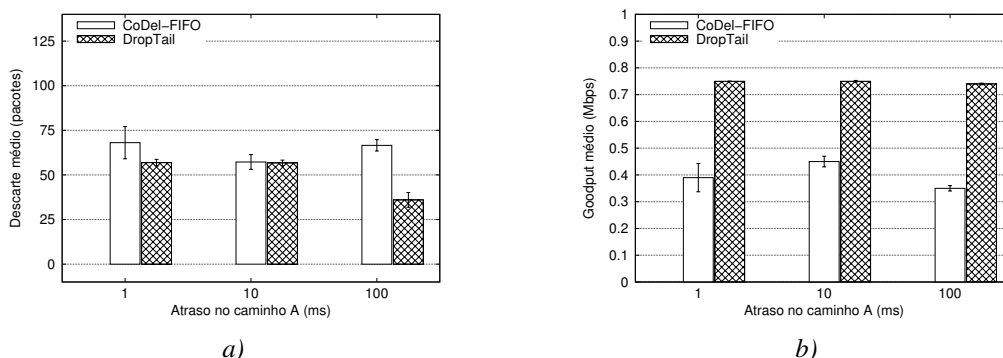 CoDel-FIFO
DropTail
125
100
75
50
25
0
Descarte médio (pacotes)
1 10 100
Atraso no caminho A (ms)
a)
CoDel-FIFO
DropTail
1
0.9
0.8
0.7
0.6
0.5
0.4
0.3
0.2
0.1
0
Goodput médio (Mbps)
1 10 100
Atraso no caminho A (ms)
b)